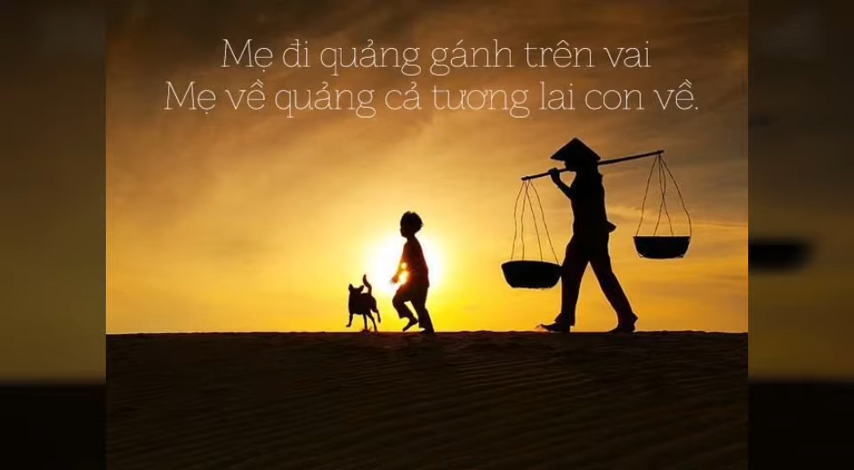 Mẹ đi quảng gánh trên vai
Mẹ về quảng cả tương lai con về.